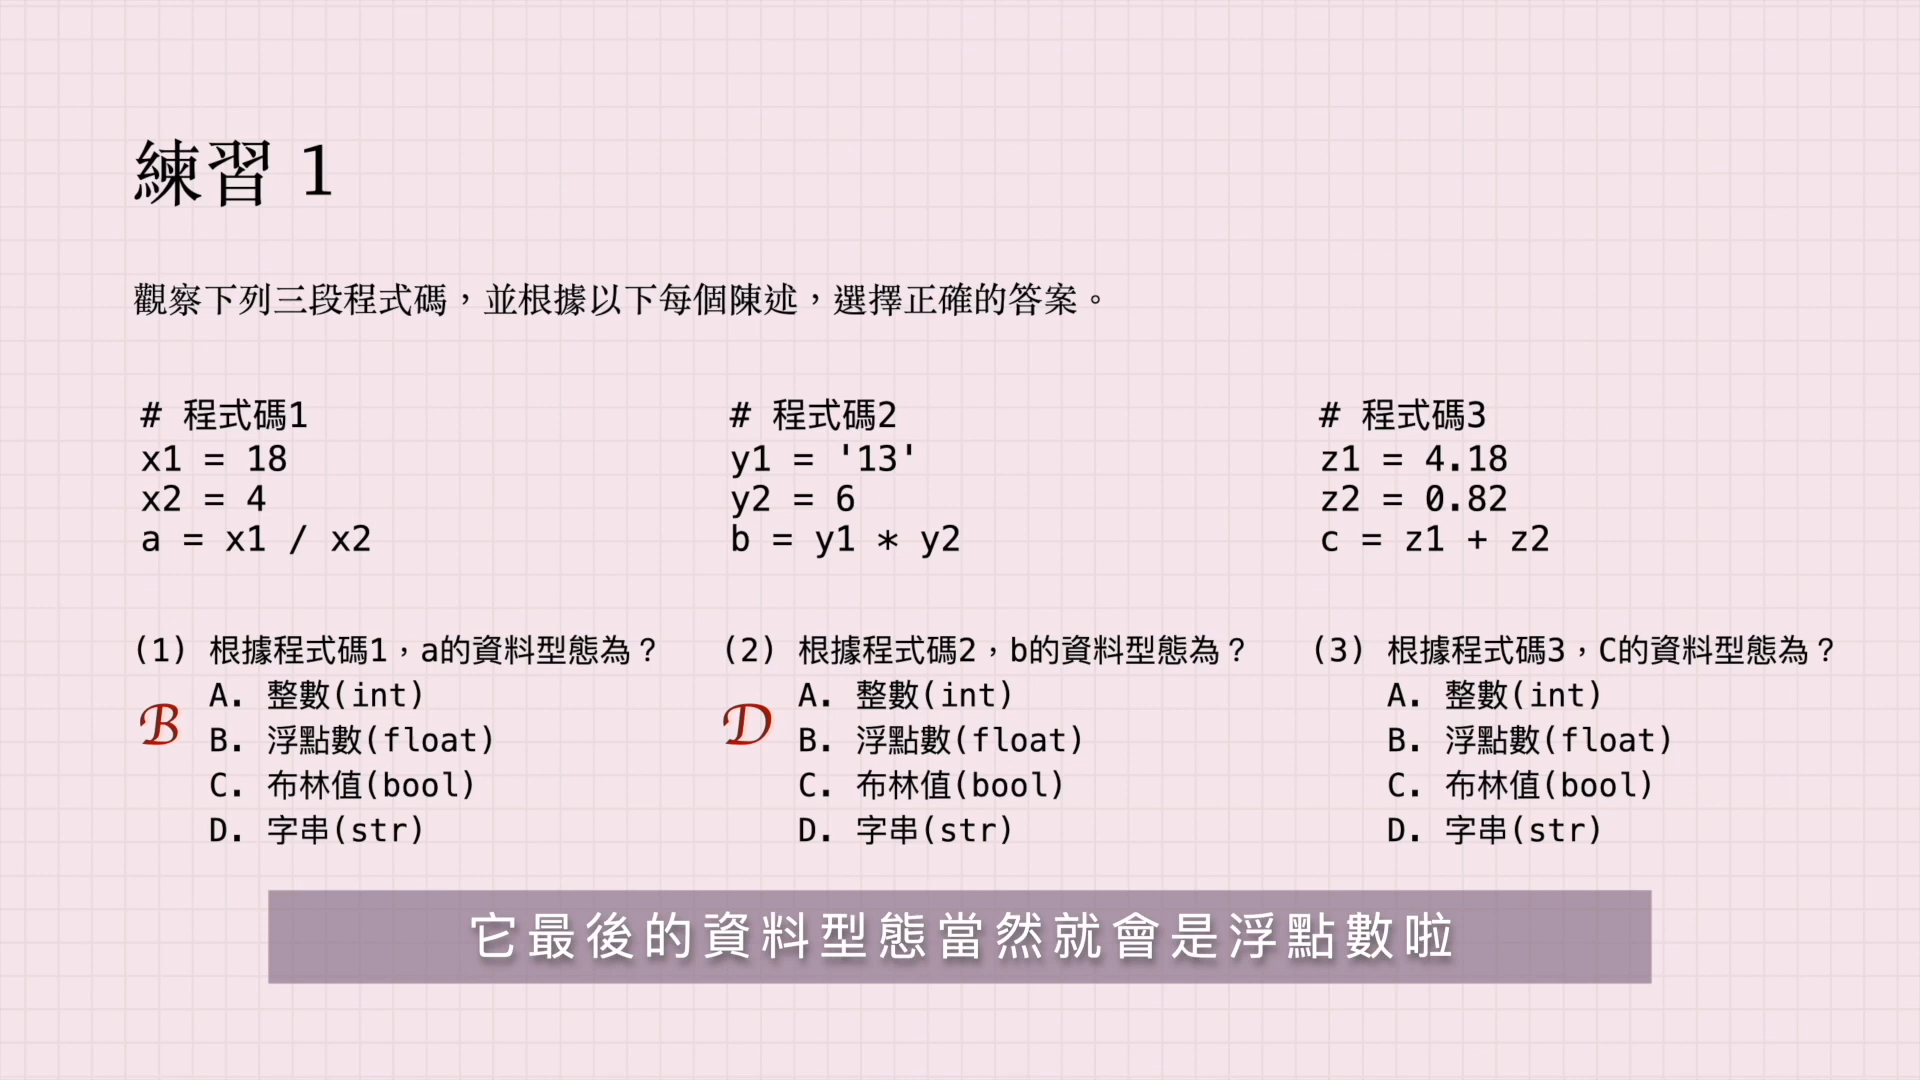 練習 1
觀察下列三段程式碼，並根據以下每個陳述，選擇正確的答案。
# 程式碼1
x1 = 18
x2 = 4
a = x1 / x2
# 程式碼2
y1 = '13'
y2 = 6
b = y1 * y2
# 程式碼3
z1 = 4.18
z2 = 0.82
c = z1 + z2
(1) 根據程式碼1，a的資料型態為？
A. 整數(int)
B. 浮點數(float)
C. 布林值(bool)
D. 字串(str)
B
(2) 根據程式碼2，b的資料型態為？
A. 整數(int)
B. 浮點數(float)
C. 布林值(bool)
D. 字串(str)
D
(3) 根據程式碼3，C的資料型態為？
A. 整數(int)
B. 浮點數(float)
C. 布林值(bool)
D. 字串(str)
它最後的資料型態當然就會是浮點數啦